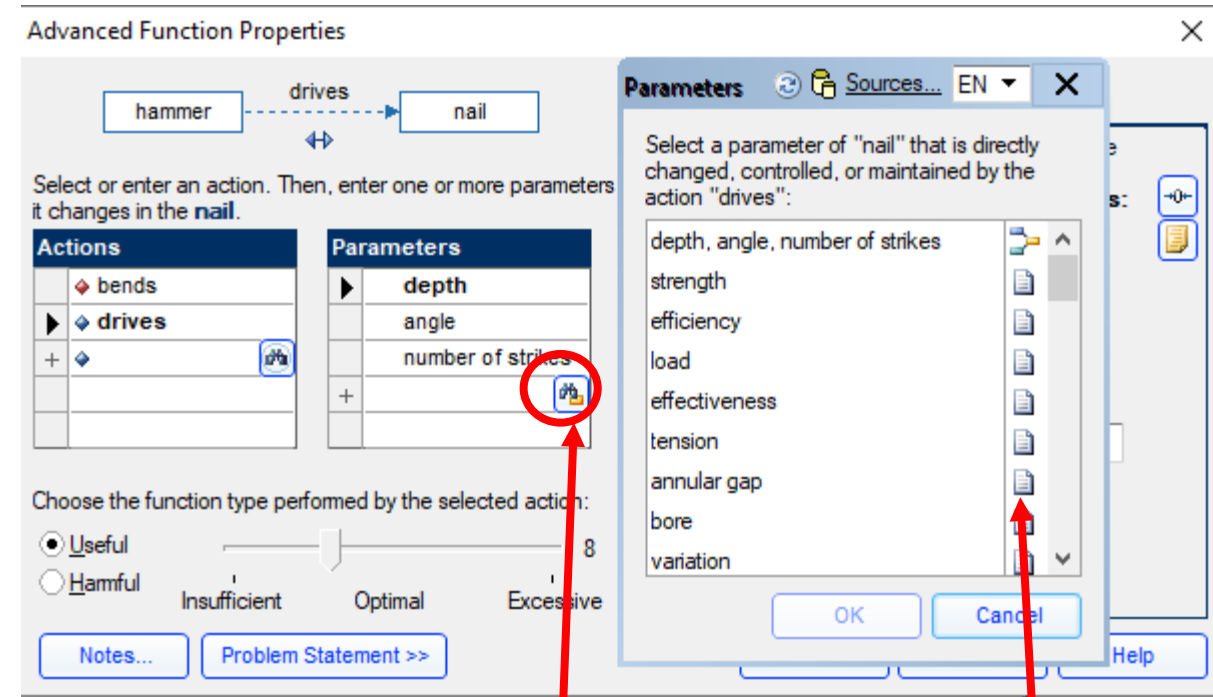 Advanced Function Properties
hammer
drives
nail
Select or enter an action. Then, enter one or more parameters
it changes in the nail.
Actions
bends
drives
Parameters
depth
angle
number of strikes
Choose the function type performed by the selected action:
Useful
Harmful
8
Insufficient
Optimal
Excessive
Notes...
Problem Statement >>
Help
Parameters
Sources...
EN
Select a parameter of "nail" that is directly
changed, controlled, or maintained by the
action "drives":
depth, angle, number of strikes
strength
efficiency
load
effectiveness
tension
annular gap
bore
variation
OK
Cancel